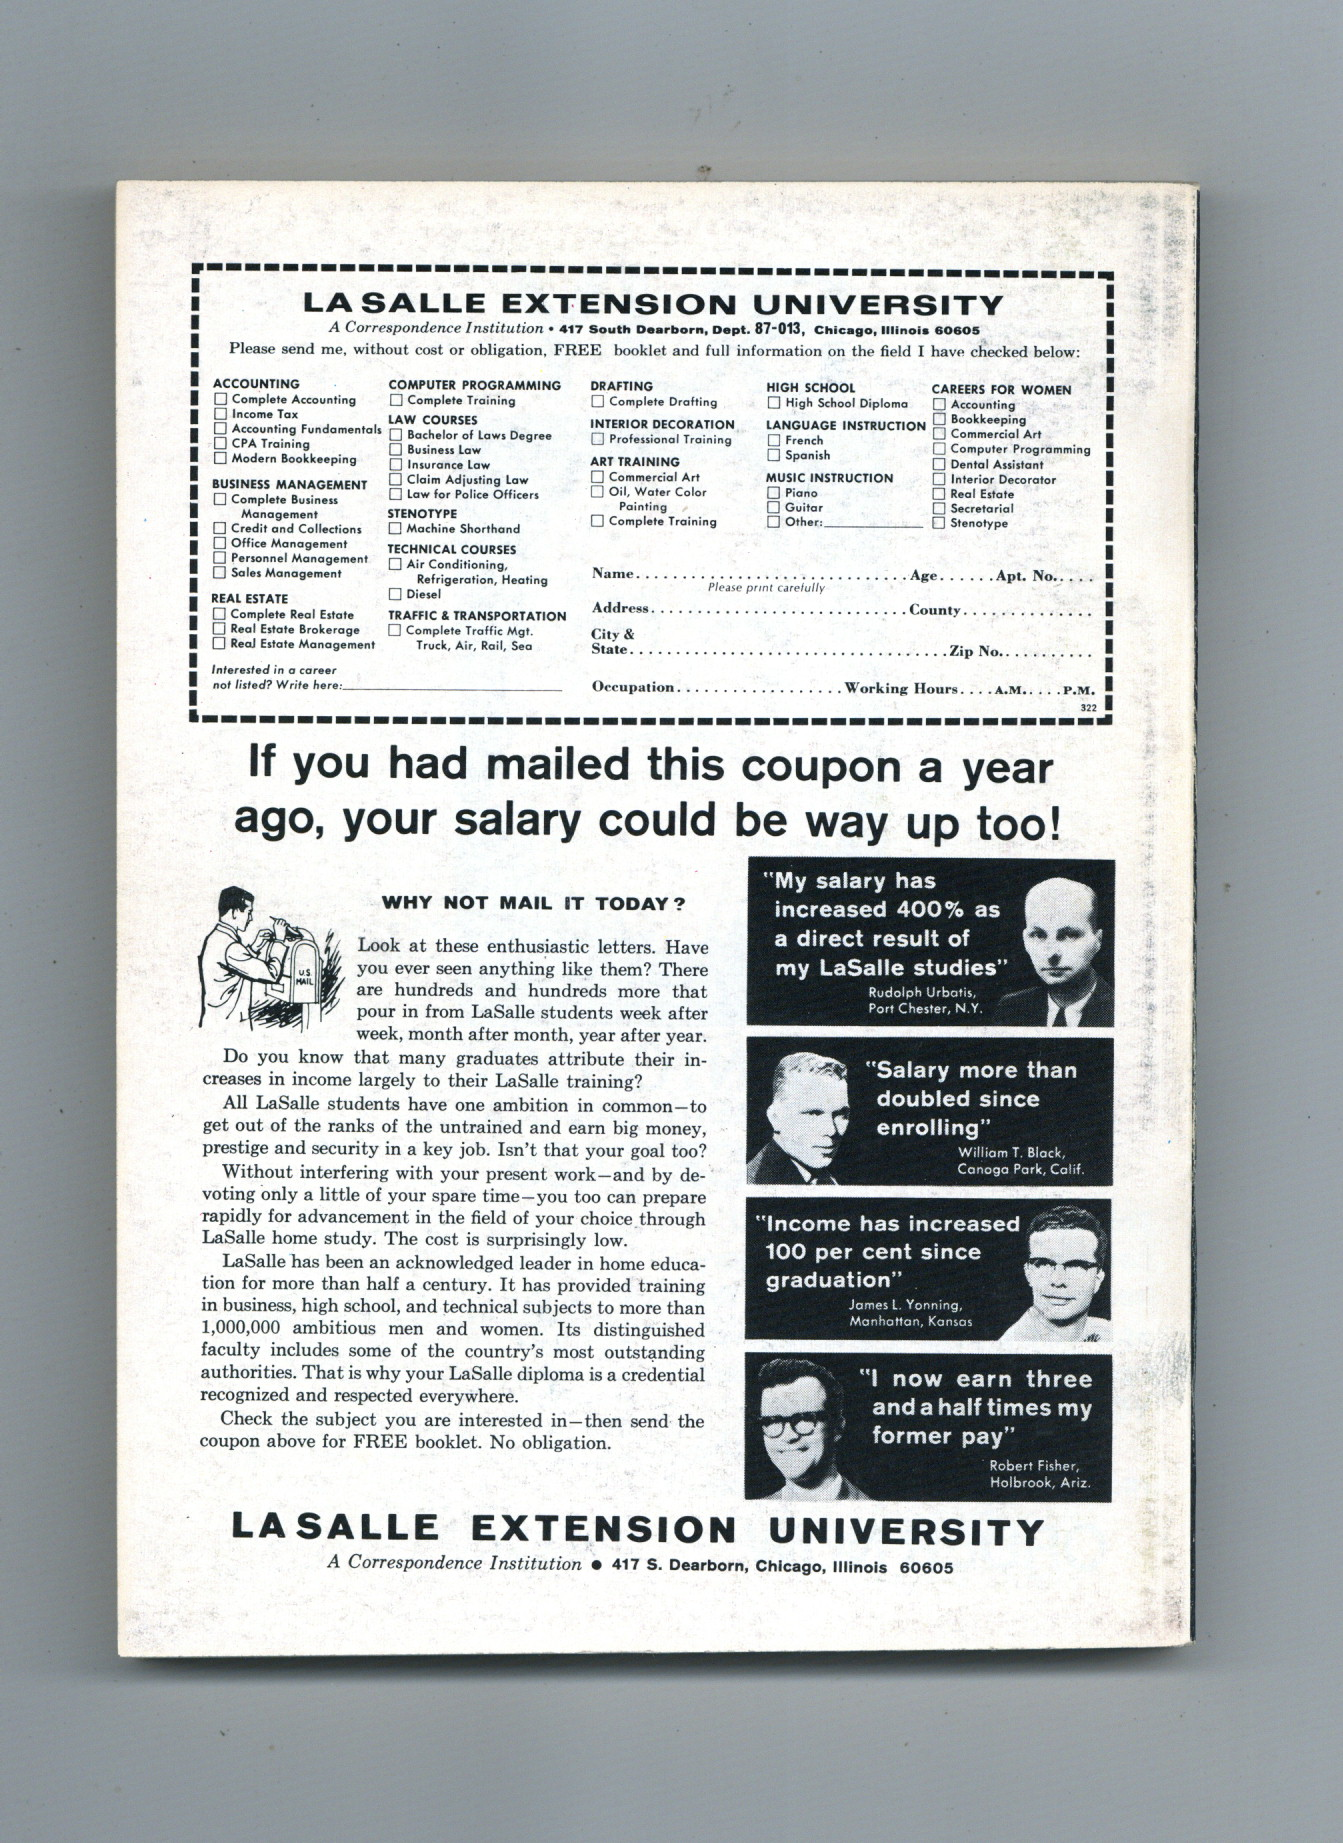 LA SALLE EXTENSION UNIVERSITY
A Correspondence Institution • 417 South Dearborn, Dept. 87-013, Chicago, Illinois 60605
Please send me, without cost or obligation, FREE booklet and full information on the field I have checked below:
ACCOUNTING
Complete Accounting
Income Tax
Accounting Fundamentals
CPA Training
Modern Bookkeeping
BUSINESS MANAGEMENT
Complete Business
Management
Credit and Collections
Office Management
Personnel Management
Sales Management
REAL ESTATE
Complete Real Estate
Real Estate Brokerage
Real Estate Management
Interested in a career
not listed? Write here:
COMPUTER PROGRAMMING
Complete Training
LAW COURSES
Bachelor of Laws Degree
Business Law
Insurance Law
Claim Adjusting Law
Law for Police Officers
STENOTYPE
Machine Shorthand
TECHNICAL COURSES
Air Conditioning,
Refrigeration, Heating
Diesel
TRAFFIC & TRANSPORTATION
Complete Traffic Mgt.
Truck, Air, Rail, Sea
DRAFTING
Complete Drafting
INTERIOR DECORATION
Professional Training
ART TRAINING
Commercial Art
Oil, Water Color
Painting
Complete Training
HIGH SCHOOL
High School Diploma
LANGUAGE INSTRUCTION
French
Spanish
MUSIC INSTRUCTION
Piano
Guitar
Other:
CAREERS FOR WOMEN
Accounting
Bookkeeping
Commercial Art
Computer Programming
Dental Assistant
Interior Decorator
Real Estate
Secretarial
Stenotype
Name..............................Age......Apt. No.....
Please print carefully
Address............................County..............
City &
State...................................Zip No...........
Occupation..................Working Hours....A.M.....P.M.
322
If you had mailed this coupon a year
ago, your salary could be way up too!
WHY NOT MAIL IT TODAY?
U.S.
MAIL
Look at these enthusiastic letters. Have
you ever seen anything like them? There
are hundreds and hundreds more that
pour in from LaSalle students week after
week, month after month, year after year.
Do you know that many graduates attribute their in-
creases in income largely to their LaSalle training?
All LaSalle students have one ambition in common—to
get out of the ranks of the untrained and earn big money,
prestige and security in a key job. Isn't that your goal too?
Without interfering with your present work—and by de-
voting only a little of your spare time—you too can prepare
rapidly for advancement in the field of your choice through
LaSalle home study. The cost is surprisingly low.
LaSalle has been an acknowledged leader in home educa-
tion for more than half a century. It has provided training
in business, high school, and technical subjects to more than
1,000,000 ambitious men and women. Its distinguished
faculty includes some of the country's most outstanding
authorities. That is why your LaSalle diploma is a credential
recognized and respected everywhere.
Check the subject you are interested in—then send the
coupon above for FREE booklet. No obligation.
"My salary has
increased 400% as
a direct result of
my LaSalle studies"
Rudolph Urbatis,
Port Chester, N.Y.
"Salary more than
doubled since
enrolling"
William T. Black,
Canoga Park, Calif.
"Income has increased
100 per cent since
graduation"
James L. Yonning,
Manhattan, Kansas
"I now earn three
and a half times my
former pay"
Robert Fisher,
Holbrook, Ariz.
LA SALLE EXTENSION UNIVERSITY
A Correspondence Institution • 417 S. Dearborn, Chicago, Illinois 60605